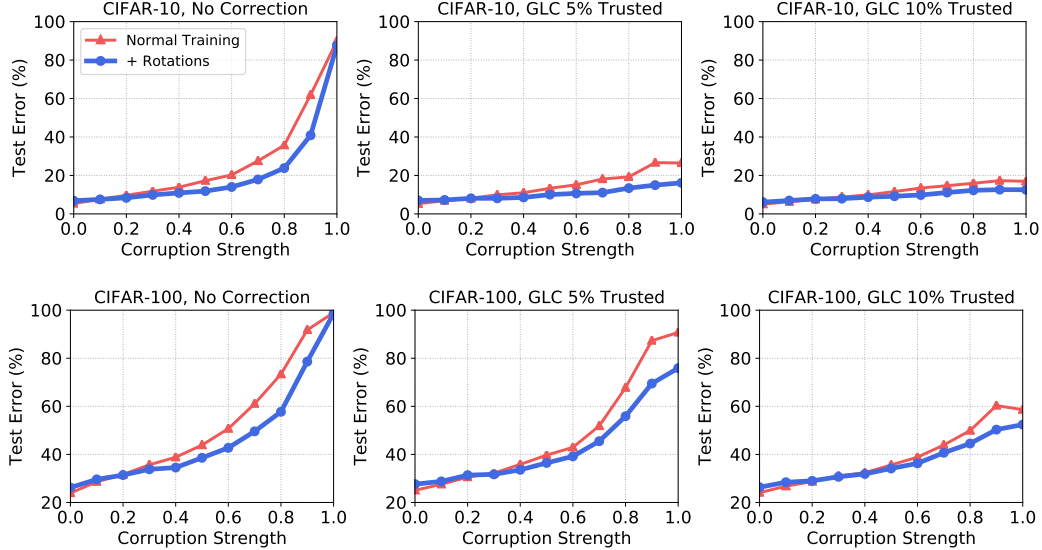 CIFAR-10, No Correction
100
80
60
40
20
0
Test Error (%)
Normal Training
+ Rotations
0.0 0.2 0.4 0.6 0.8 1.0
Corruption Strength
CIFAR-10, GLC 5% Trusted
100
80
60
40
20
0
Test Error (%)
0.0 0.2 0.4 0.6 0.8 1.0
Corruption Strength
CIFAR-10, GLC 10% Trusted
100
80
60
40
20
0
Test Error (%)
0.0 0.2 0.4 0.6 0.8 1.0
Corruption Strength
CIFAR-100, No Correction
100
80
60
40
20
Test Error (%)
0.0 0.2 0.4 0.6 0.8 1.0
Corruption Strength
CIFAR-100, GLC 5% Trusted
100
80
60
40
20
Test Error (%)
0.0 0.2 0.4 0.6 0.8 1.0
Corruption Strength
CIFAR-100, GLC 10% Trusted
100
80
60
40
20
Test Error (%)
0.0 0.2 0.4 0.6 0.8 1.0
Corruption Strength